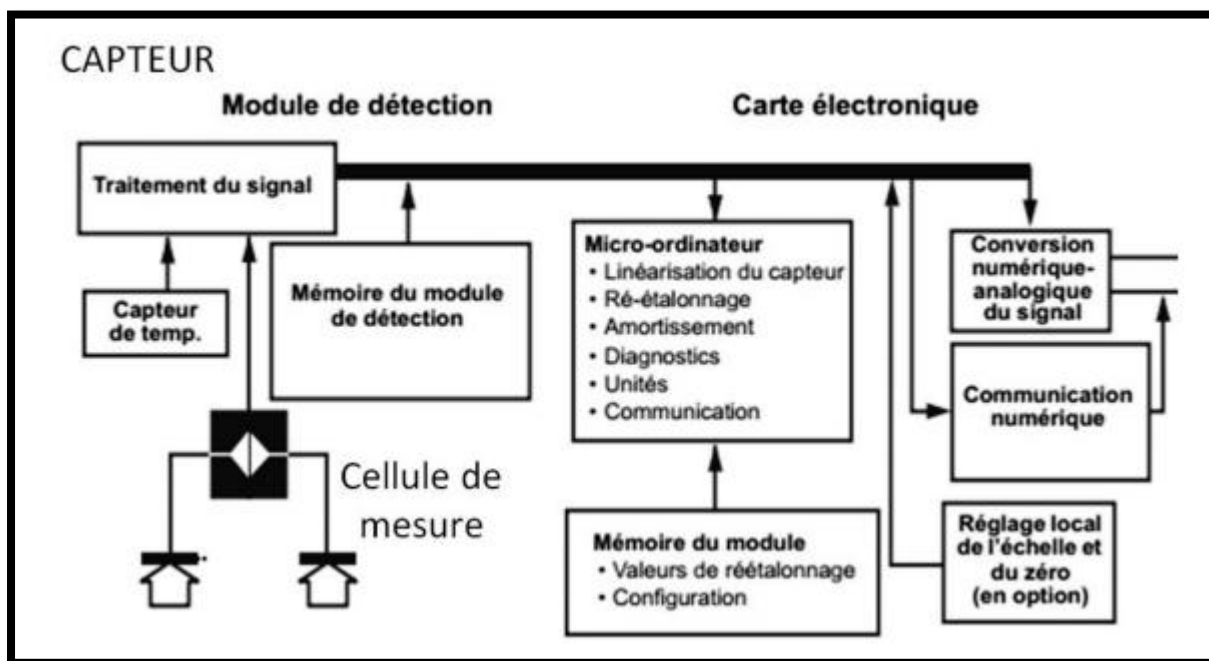 CAPTEUR
Module de détection
Carte électronique
Traitement du signal
Capteur
de temp.
Mémoire du module
de détection
Cellule de
mesure
Micro-ordinateur
• Linéarisation du capteur
• Ré-étalonnage
• Amortissement
• Diagnostics
• Unités
• Communication
Mémoire du module
• Valeurs de réétalonnage
• Configuration
Conversion
numérique-
analogique
du signal
Communication
numérique
Réglage local
de l'échelle et
du zéro
(en option)